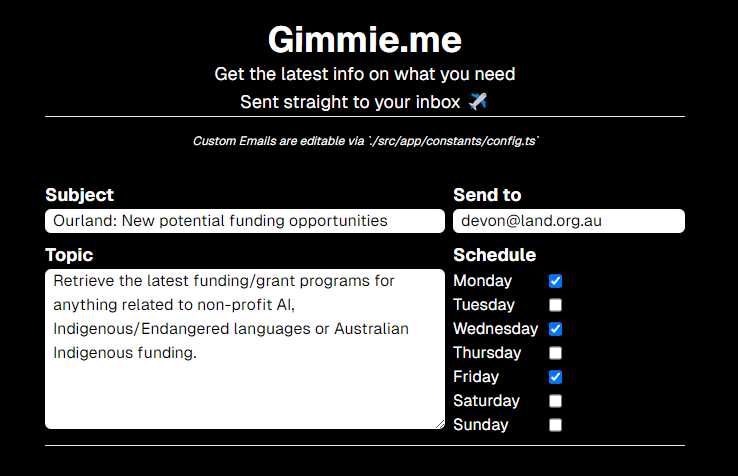 Gimmie.me
Get the latest info on what you need
Sent straight to your inbox ✈️
Custom Emails are editable via `./src/app/constants/config.ts`
Subject
Send to
Ourland: New potential funding opportunities
devon@land.org.au
Topic
Schedule
Retrieve the latest funding/grant programs for
anything related to non-profit AI,
Indigenous/Endangered languages or Australian
Indigenous funding.
Monday
Tuesday
Wednesday
Thursday
Friday
Saturday
Sunday